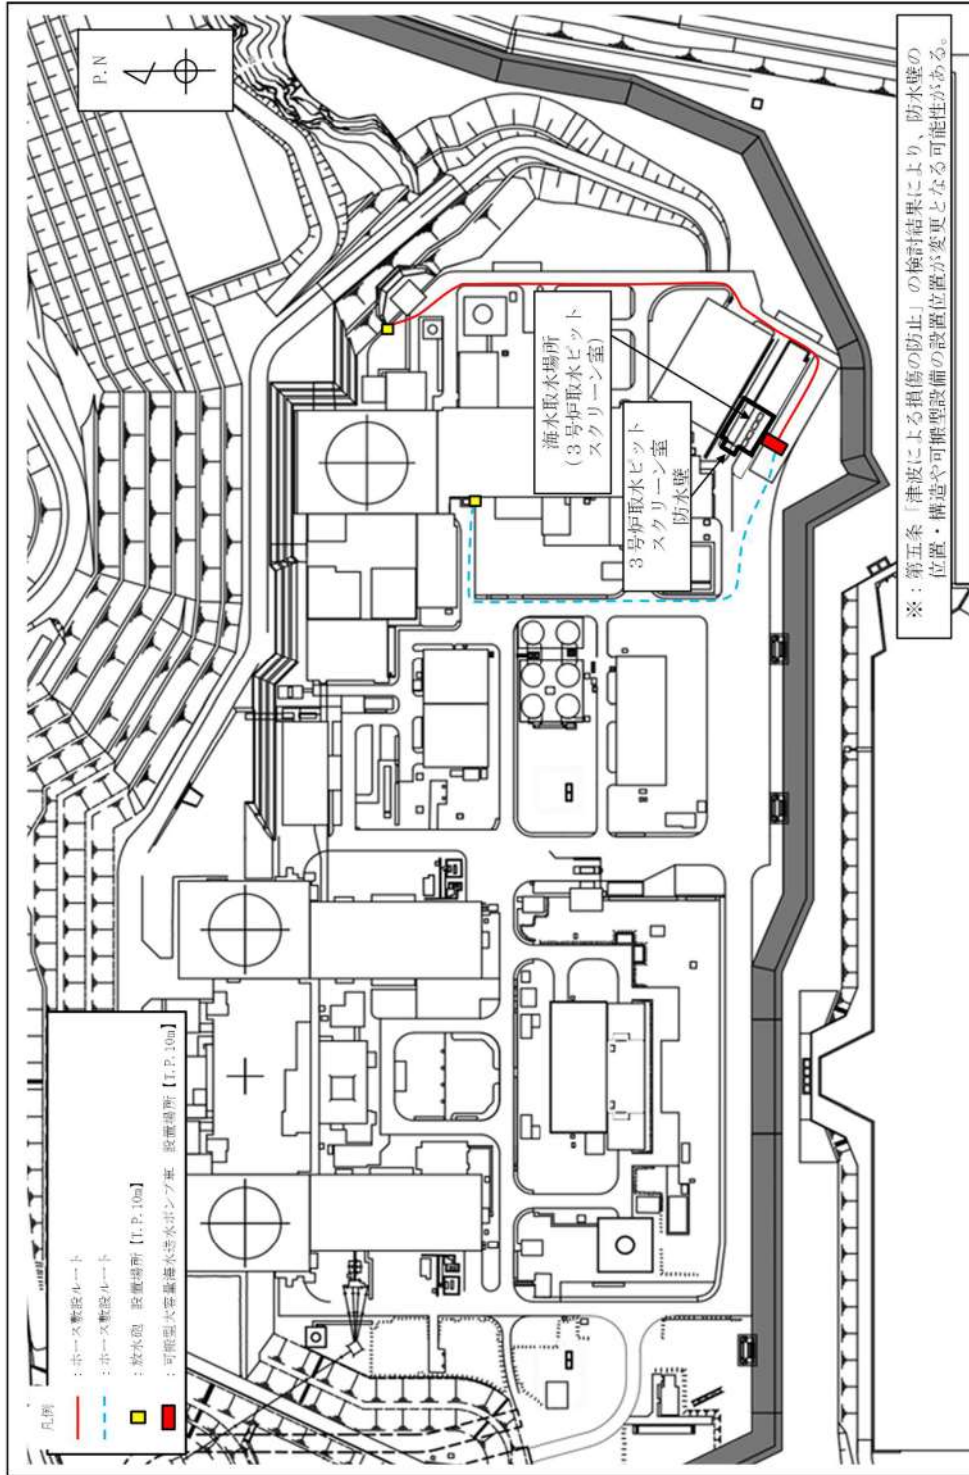 P.N
凡例
：ホース敷設ルート
：ホース敷設ルート
：放水砲　設置場所【T.P.10m】
：可搬型大容量海水送水ポンプ車　設置場所【T.P.10m】
海水取水場所
（３号炉取水ピット
スクリーン室）
３号炉取水ピット
スクリーン室
防水壁
※：第五条「津波による損傷の防止」の検討結果により、防水壁の
位置・構造や可搬型設備の設置位置が変更となる可能性がある。